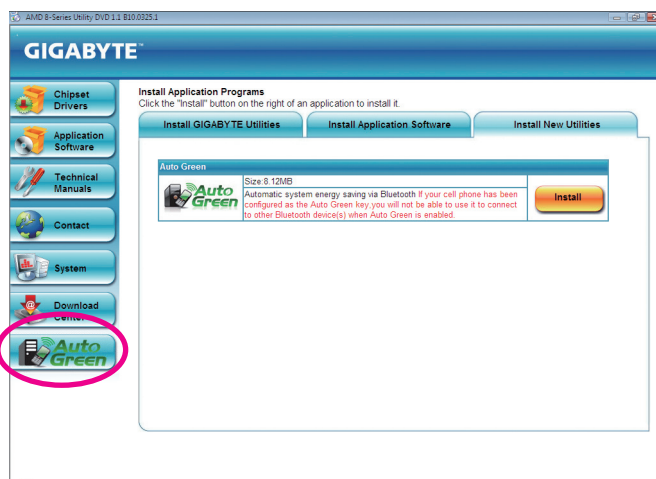 AMD 8-Series Utility DVD 1.1 B10.0325.1
GIGABYTE™
Chipset
Drivers
Application
Software
Technical
Manuals
Contact
System
Download
Center
Auto
Green
Install Application Programs
Click the "Install" button on the right of an application to install it.
Install GIGABYTE Utilities
Install Application Software
Install New Utilities
Auto Green
Auto
Green
Size:8.12MB
Automatic system energy saving via Bluetooth If your cell phone has been
configured as the Auto Green key,you will not be able to use it to connect
to other Bluetooth device(s) when Auto Green is enabled.
Install